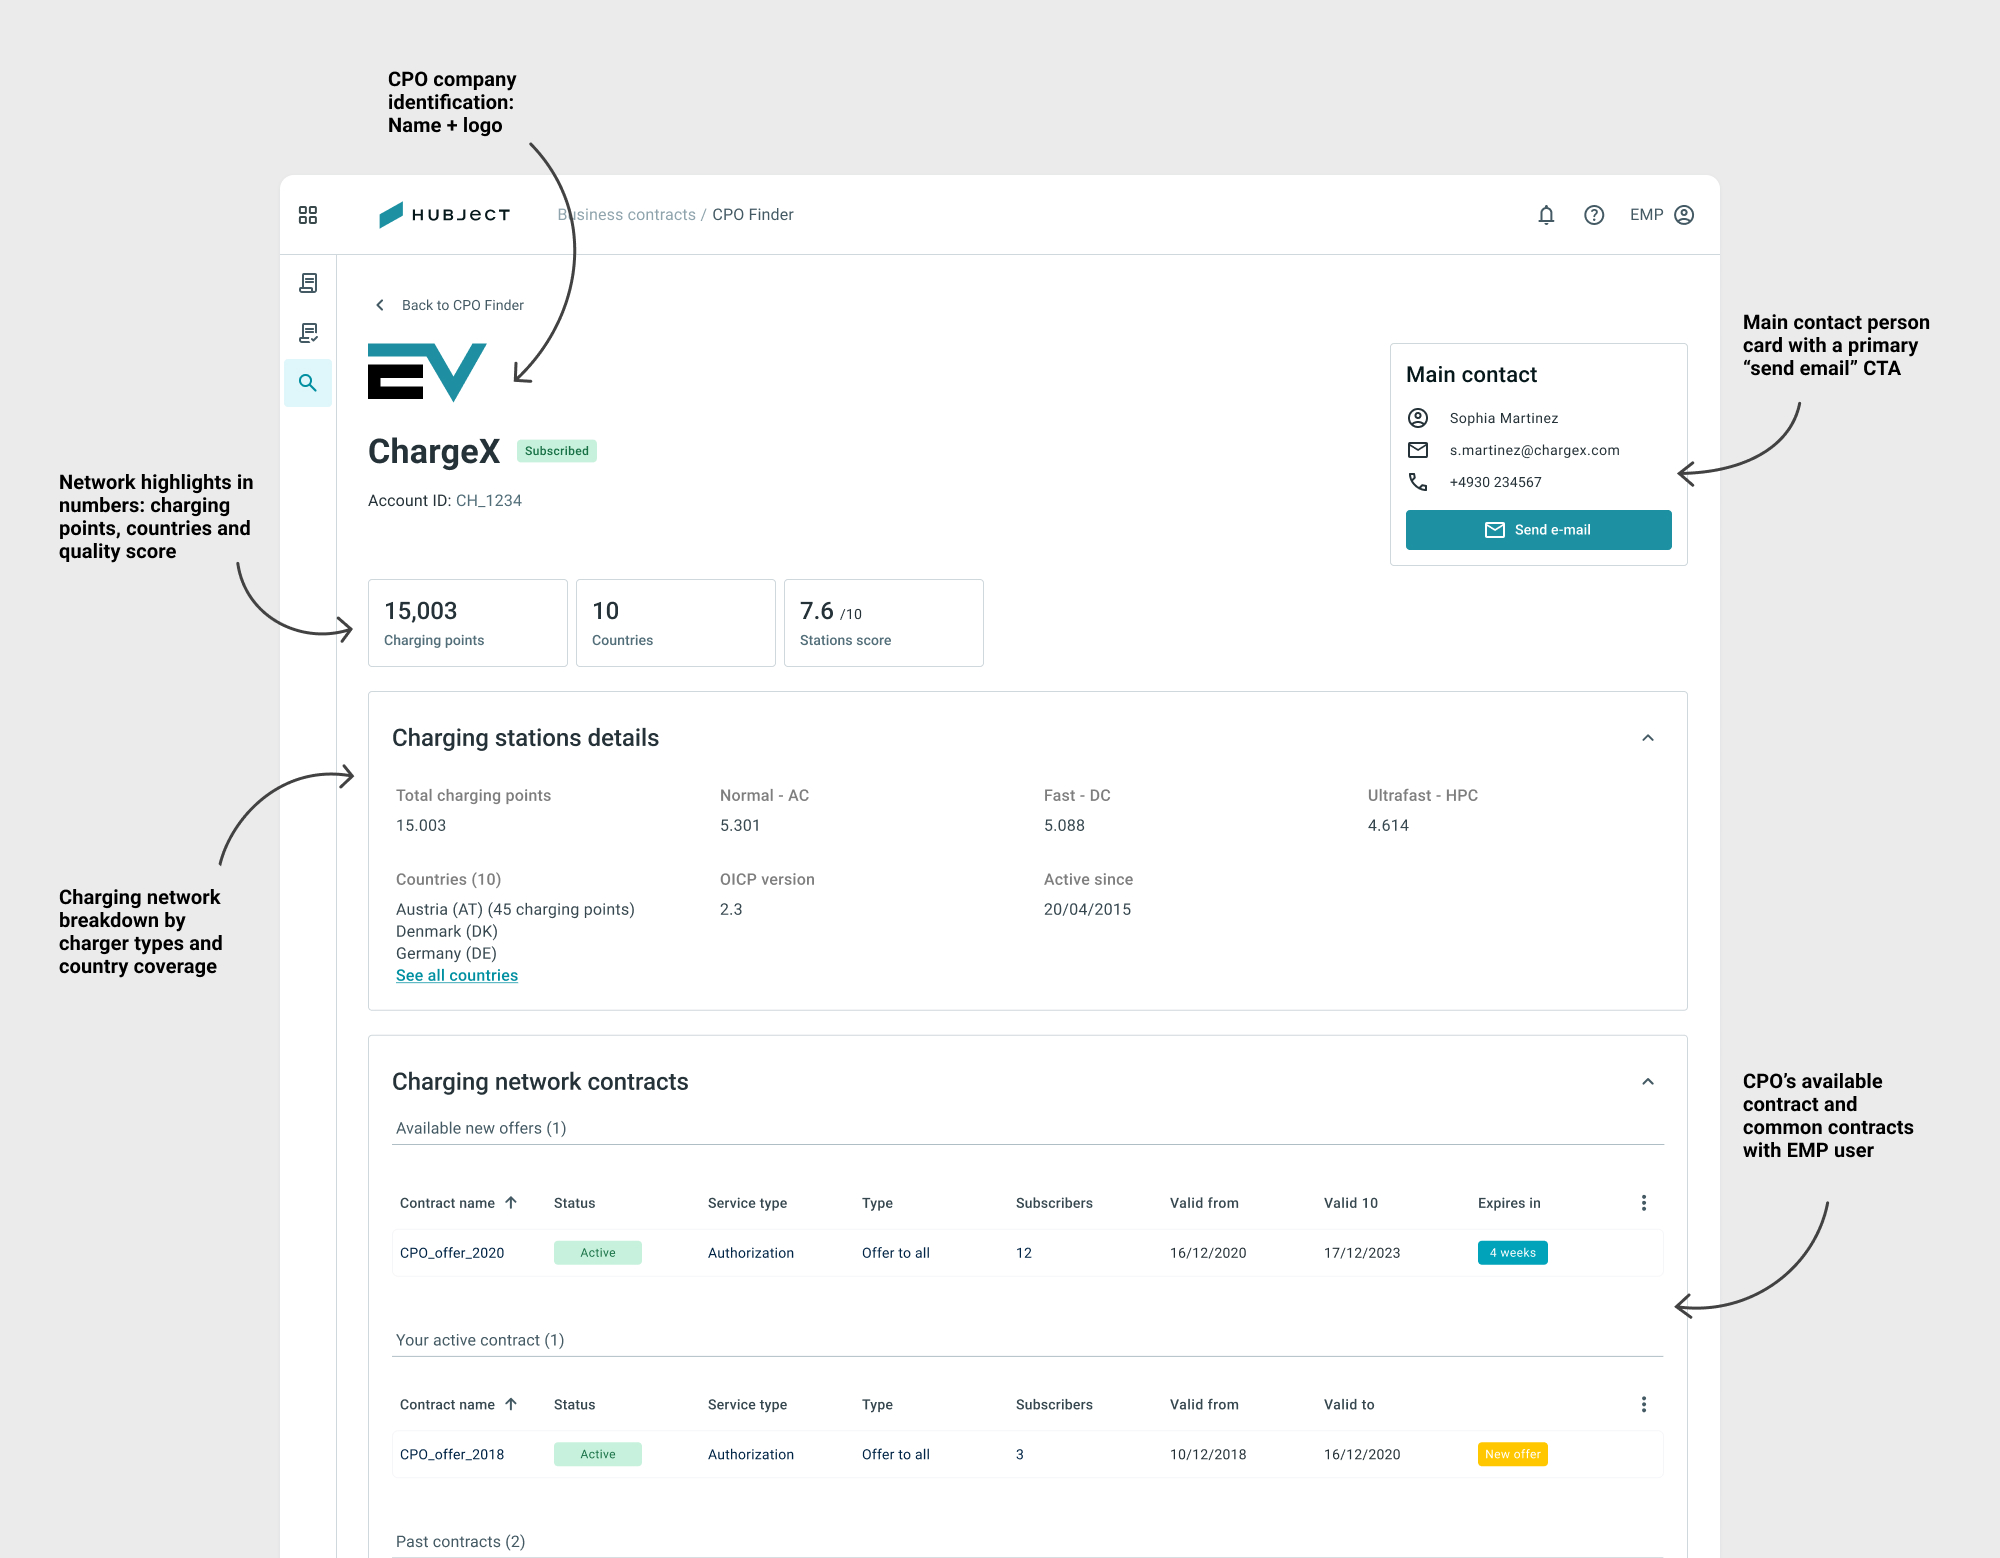 CPO company
identification:
Name + logo
HUBJECT
Business contracts / CPO Finder
EMP
Back to CPO Finder
EV
ChargeX
Subscribed
Account ID: CH_1234
Main contact
Sophia Martinez
s.martinez@chargex.com
+4930 234567
Send e-mail
Main contact person
card with a primary
“send email” CTA
Network highlights in
numbers: charging
points, countries and
quality score
15,003
Charging points
10
Countries
7.6 /10
Stations score
Charging stations details
Total charging points
15.003
Normal - AC
5.301
Fast - DC
5.088
Ultrafast - HPC
4.614
Countries (10)
Austria (AT) (45 charging points)
Denmark (DK)
Germany (DE)
See all countries
OICP version
2.3
Active since
20/04/2015
Charging network
breakdown by
charger types and
country coverage
Charging network contracts
Available new offers (1)
Contract name Status Service type Type Subscribers Valid from Valid 10 Expires in
CPO_offer_2020 Active Authorization Offer to all 12 16/12/2020 17/12/2023 4 weeks
CPO’s available
contract and
common contracts
with EMP user
Your active contract (1)
Contract name Status Service type Type Subscribers Valid from Valid to
CPO_offer_2018 Active Authorization Offer to all 3 10/12/2018 16/12/2020 New offer
Past contracts (2)